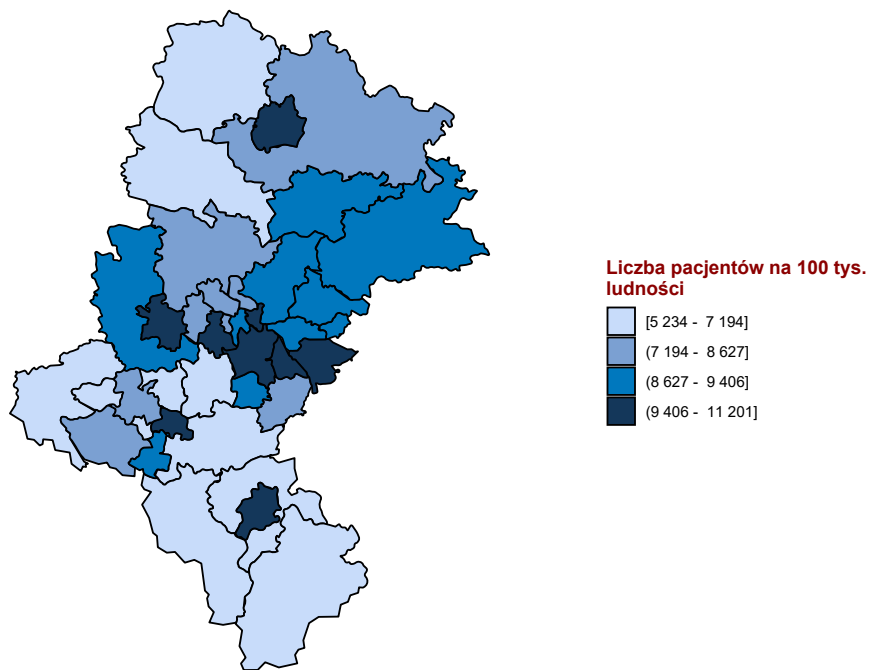 Liczba pacjentów na 100 tys.
ludności
[5 234 - 7 194]
(7 194 - 8 627]
(8 627 - 9 406]
(9 406 - 11 201]